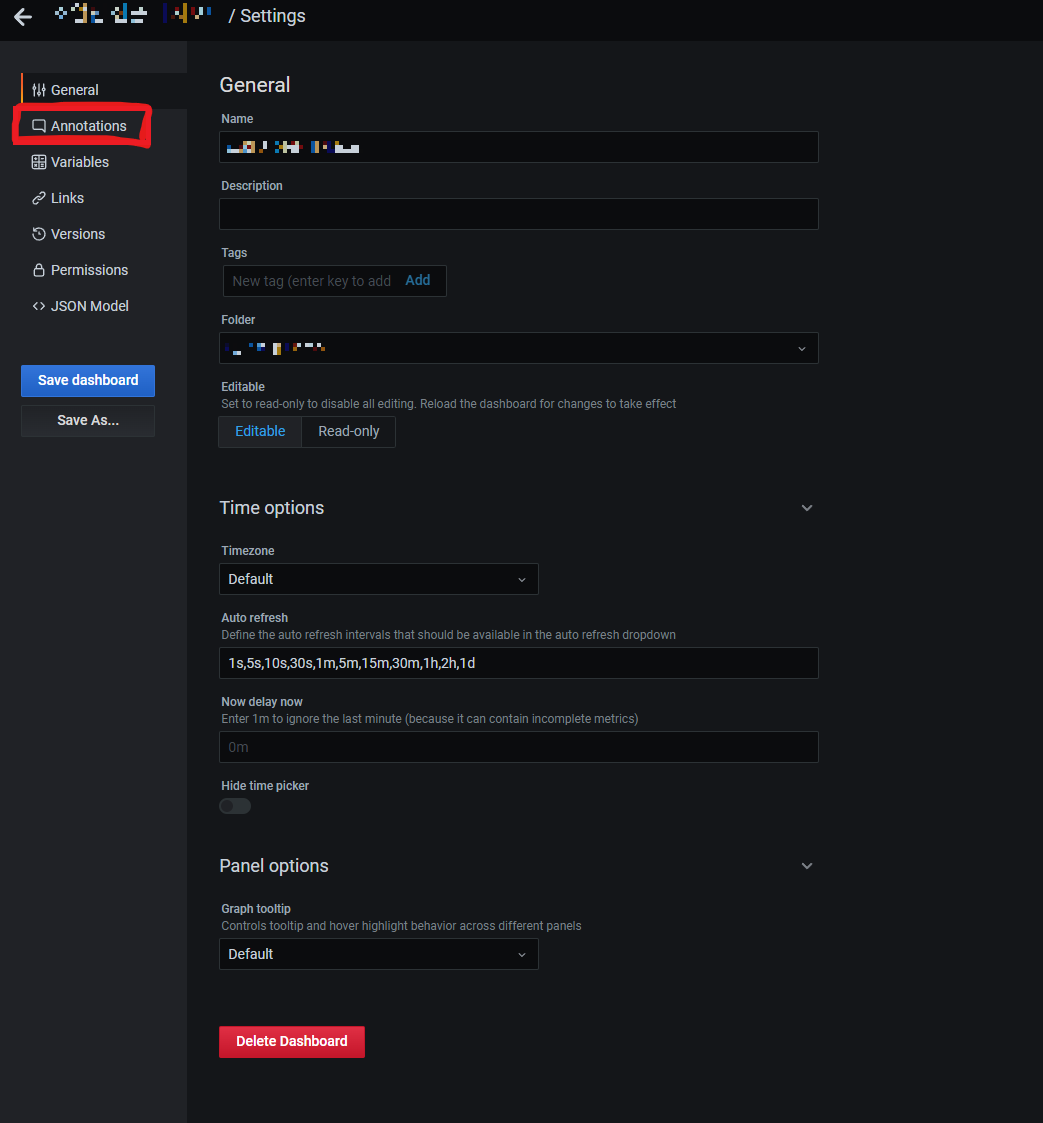 / Settings
General
Annotations
Variables
Links
Versions
Permissions
JSON Model
Save dashboard
Save As...
General
Name
Description
Tags
New tag (enter key to add Add
Folder
Editable
Set to read-only to disable all editing. Reload the dashboard for changes to take effect
Editable Read-only
Time options
Timezone
Default
Auto refresh
Define the auto refresh intervals that should be available in the auto refresh dropdown
1s,5s,10s,30s,1m,5m,15m,30m,1h,2h,1d
Now delay now
Enter 1m to ignore the last minute (because it can contain incomplete metrics)
0m
Hide time picker
Panel options
Graph tooltip
Controls tooltip and hover highlight behavior across different panels
Default
Delete Dashboard